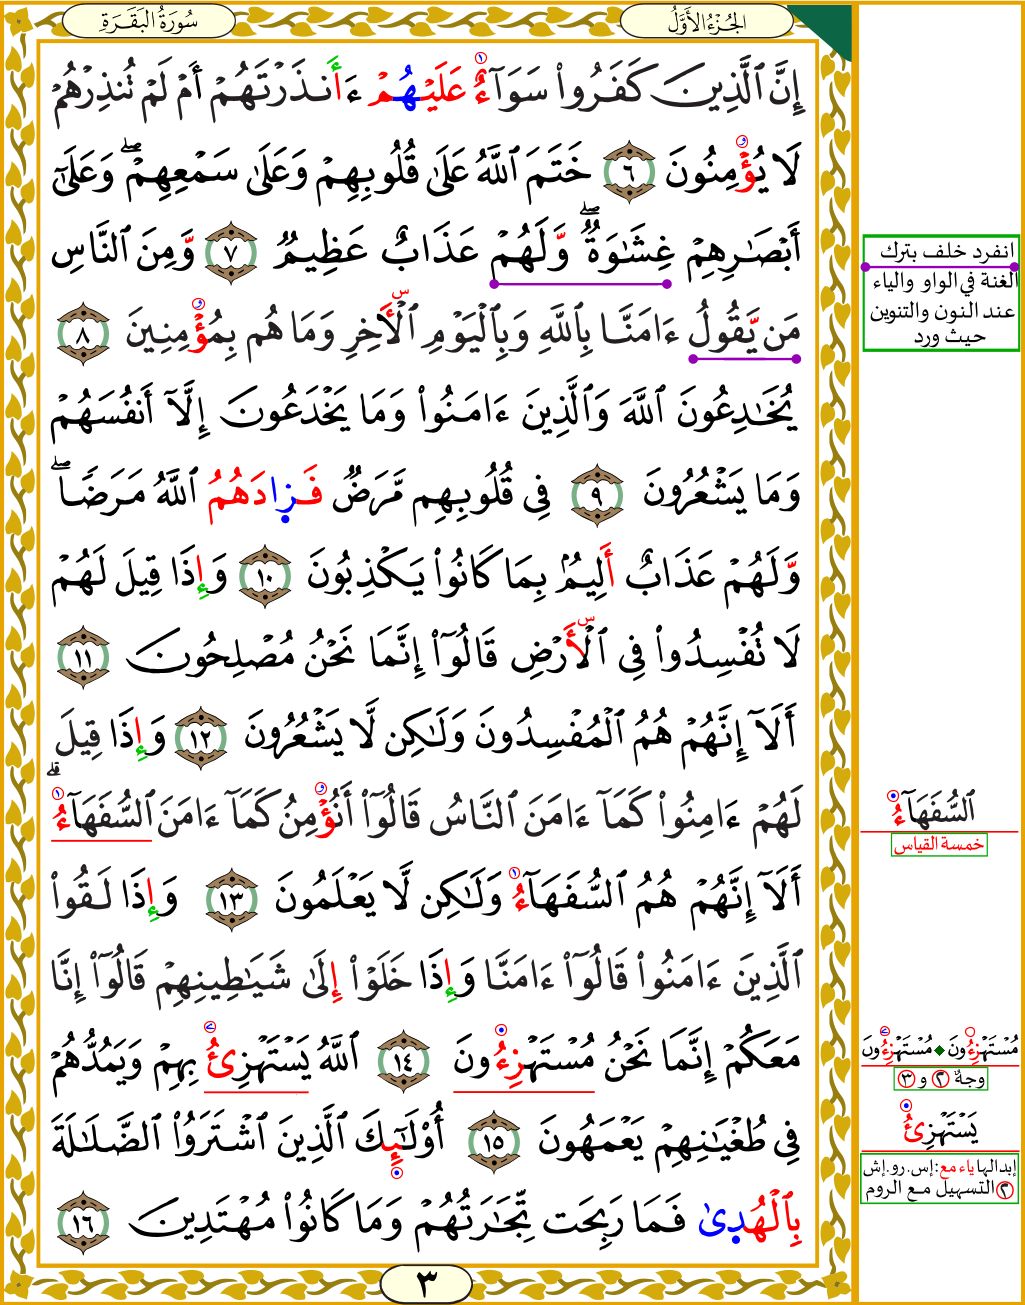 الجُزْءُ الأَوَّلُ
سُورَةُ البَقَرَةِ
إِنَّ ٱلَّذِينَ كَفَرُوا۟ سَوَآءٌ عَلَيْهُمْ ءَأَنذَرْتَهُمْ أَمْ لَمْ تُنذِرْهُمْ
لَا يُؤْمِنُونَ ٦ خَتَمَ ٱللَّهُ عَلَىٰ قُلُوبِهِمْ وَعَلَىٰ سَمْعِهِمْۖ وَعَلَىٰٓ
أَبْصَٰرِهِمْ غِشَٰوَةٌۖ وَّلَهُمْ عَذَابٌ عَظِيمٌ ٧ وَّمِنَ ٱلنَّاسِ
مَن يَّقُولُ ءَامَنَّا بِٱللَّهِ وَبِٱلْيَوْمِ ٱلْأَخِرِ وَمَا هُم بِمُؤْمِنِينَ ٨
يُخَٰدِعُونَ ٱللَّهَ وَٱلَّذِينَ ءَامَنُوا۟ وَمَا يَخْدَعُونَ إِلَّآ أَنفُسَهُمْ
وَمَا يَشْعُرُونَ ٩ فِى قُلُوبِهِم مَّرَضٌ فَزِادَهُمُ ٱللَّهُ مَرَضًاۖ
وَّلَهُمْ عَذَابٌ أَلِيمٌۢ بِمَا كَانُوا۟ يَكْذِبُونَ ١٠ وَإِذَا قِيلَ لَهُمْ
لَا تُفْسِدُوا۟ فِى ٱلْأَرْضِ قَالُوٓا۟ إِنَّمَا نَحْنُ مُصْلِحُونَ ١١
أَلَآ إِنَّهُمْ هُمُ ٱلْمُفْسِدُونَ وَلَٰكِن لَّا يَشْعُرُونَ ١٢ وَإِذَا قِيلَ
لَهُمْ ءَامِنُوا۟ كَمَآ ءَامَنَ ٱلنَّاسُ قَالُوٓا۟ أَنُؤْمِنُ كَمَآ ءَامَنَ ٱلسُّفَهَآءُۗ
أَلَآ إِنَّهُمْ هُمُ ٱلسُّفَهَآءُ وَلَٰكِن لَّا يَعْلَمُونَ ١٣ وَإِذَا لَقُوا۟
ٱلَّذِينَ ءَامَنُوا۟ قَالُوٓا۟ ءَامَنَّا وَإِذَا خَلَوْا۟ إِلَىٰ شَيَٰطِينِهِمْ قَالُوٓا۟ إِنَّا
مَعَكُمْ إِنَّمَا نَحْنُ مُسْتَهْزِءُونَ ١٤ ٱللَّهُ يَسْتَهْزِئُ بِهِمْ وَيَمُدُّهُمْ
فِى طُغْيَٰنِهِمْ يَعْمَهُونَ ١٥ أُو۟لَٰٓئِكَ ٱلَّذِينَ ٱشْتَرَوُا۟ ٱلضَّلَٰلَةَ
بِٱلْهُدِىٰ فَمَا رَبِحَت تِّجَٰرَتُهُمْ وَمَا كَانُوا۟ مُهْتَدِينَ ١٦
٣
انفرد خلف بترك
الغنة في الواو والياء
عند النون والتنوين
حيث ورد
ٱلسُّفَهَآءُ
خمسة القياس
مُسْتَهْزِءُونَ ◆ مُسْتَهْزِءُونَ
وجهٌ ٢ و ٣
يَسْتَهْزِئُ
إبدالها ياء مع: إس. رو. إش
٢ التسهيل مع الروم